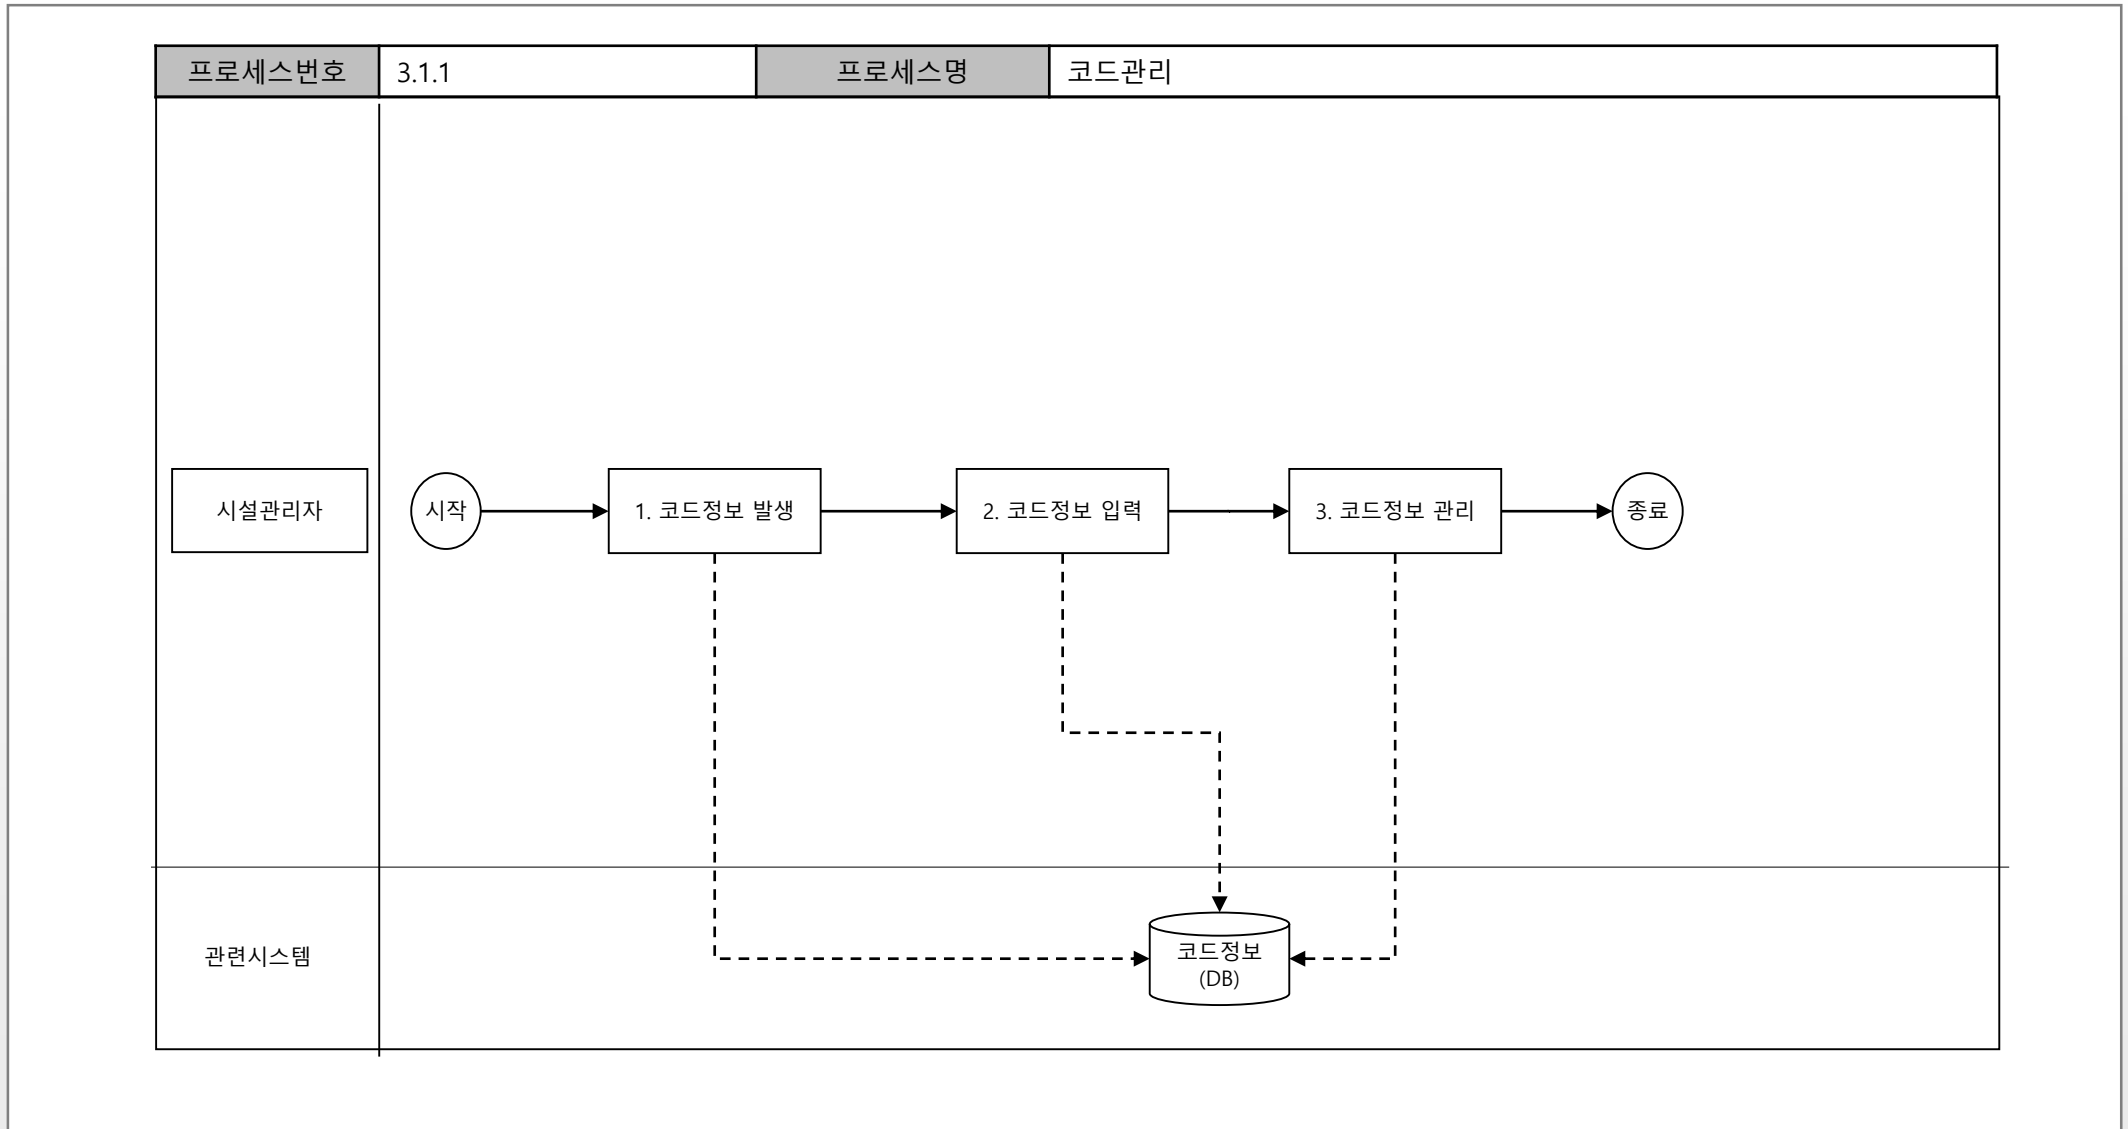 프로세스번호
3.1.1
프로세스명
코드관리
시설관리자
시작
1. 코드정보 발생
2. 코드정보 입력
3. 코드정보 관리
종료
관련시스템
코드정보
(DB)